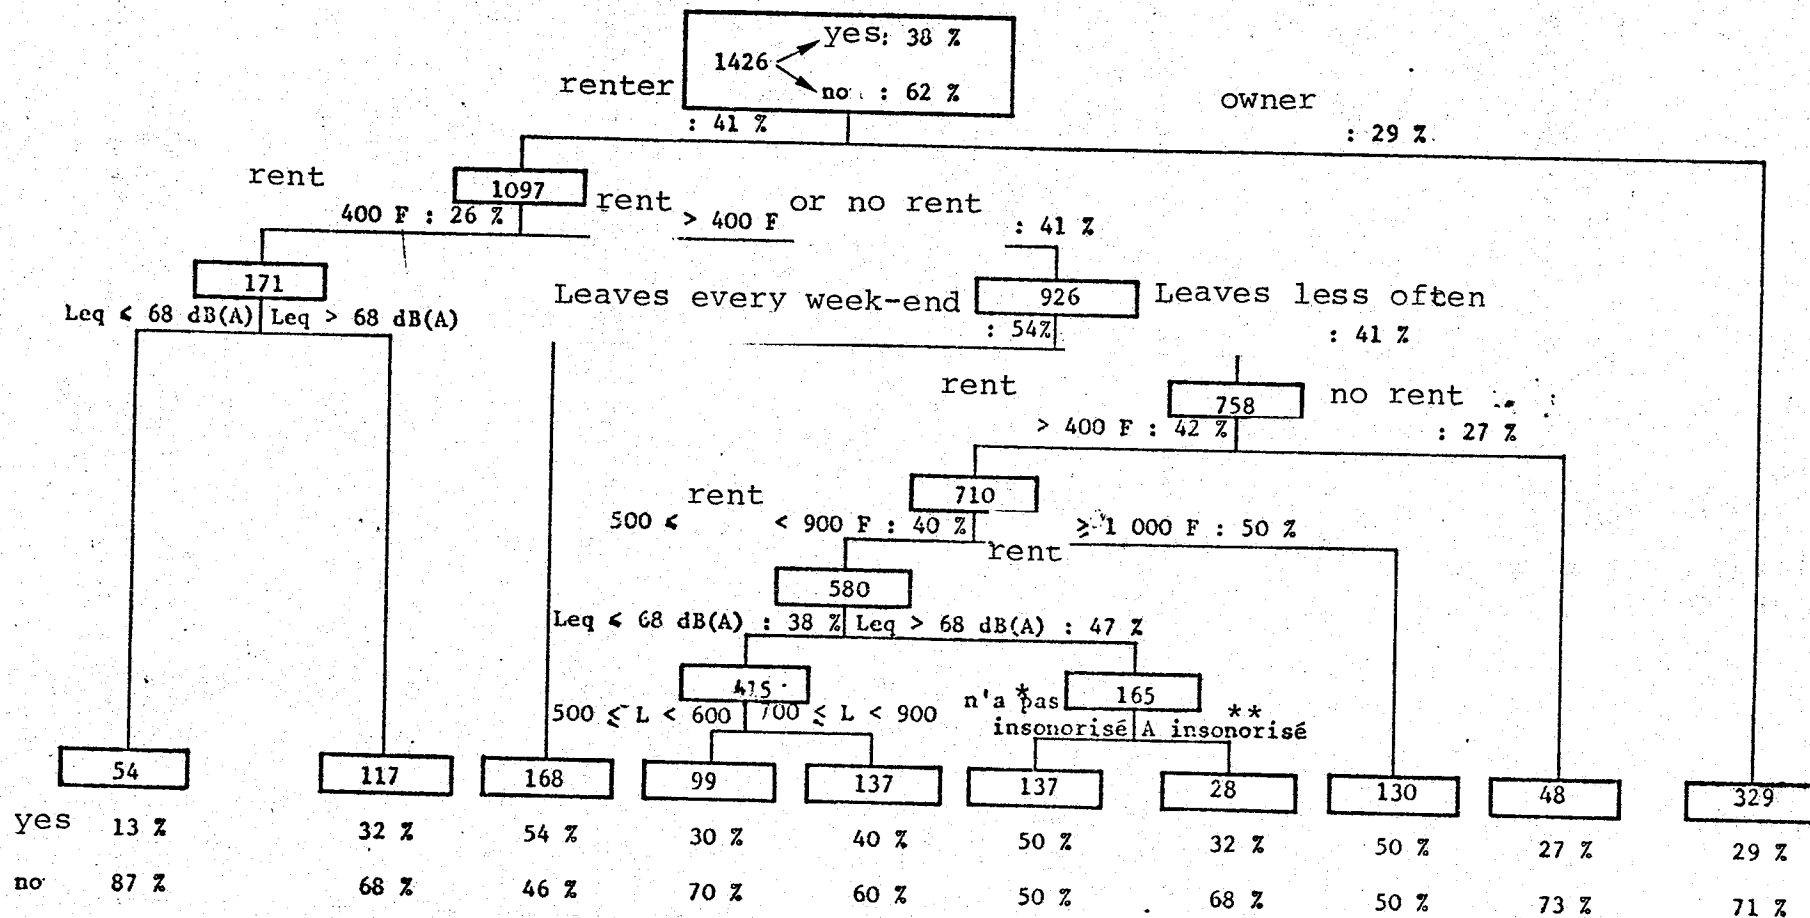 yes: 38 %
1426
no : 62 %
renter
owner
: 41 %
: 29 %
rent
1097
rent > 400 F or no rent
400 F : 26 %
: 41 %
171
Leaves every week-end
926
Leaves less often
Leq ≤ 68 dB(A)
Leq > 68 dB(A)
: 54%
: 41 %
rent
758
no rent
> 400 F : 42 %
: 27 %
rent
710
500 ≤ < 900 F : 40 %
≥ 1 000 F : 50 %
rent
580
Leq ≤ 68 dB(A) : 38 %
Leq > 68 dB(A) : 47 %
415
n'a *pas
165
500 ≤ L < 600
700 ≤ L < 900
insonorisé
A insonorisé **
54 117 168 99 137 137 28 130 48 329
yes 13 % 32 % 54 % 30 % 40 % 50 % 32 % 50 % 27 % 29 %
no 87 % 68 % 46 % 70 % 60 % 50 % 68 % 50 % 73 % 71 %